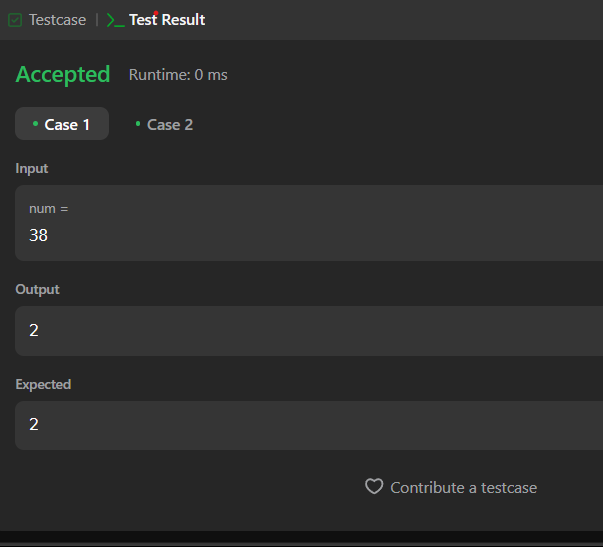 Testcase | >_ Test Result
Accepted Runtime: 0 ms
• Case 1 • Case 2
Input
num =
38
Output
2
Expected
2
Contribute a testcase